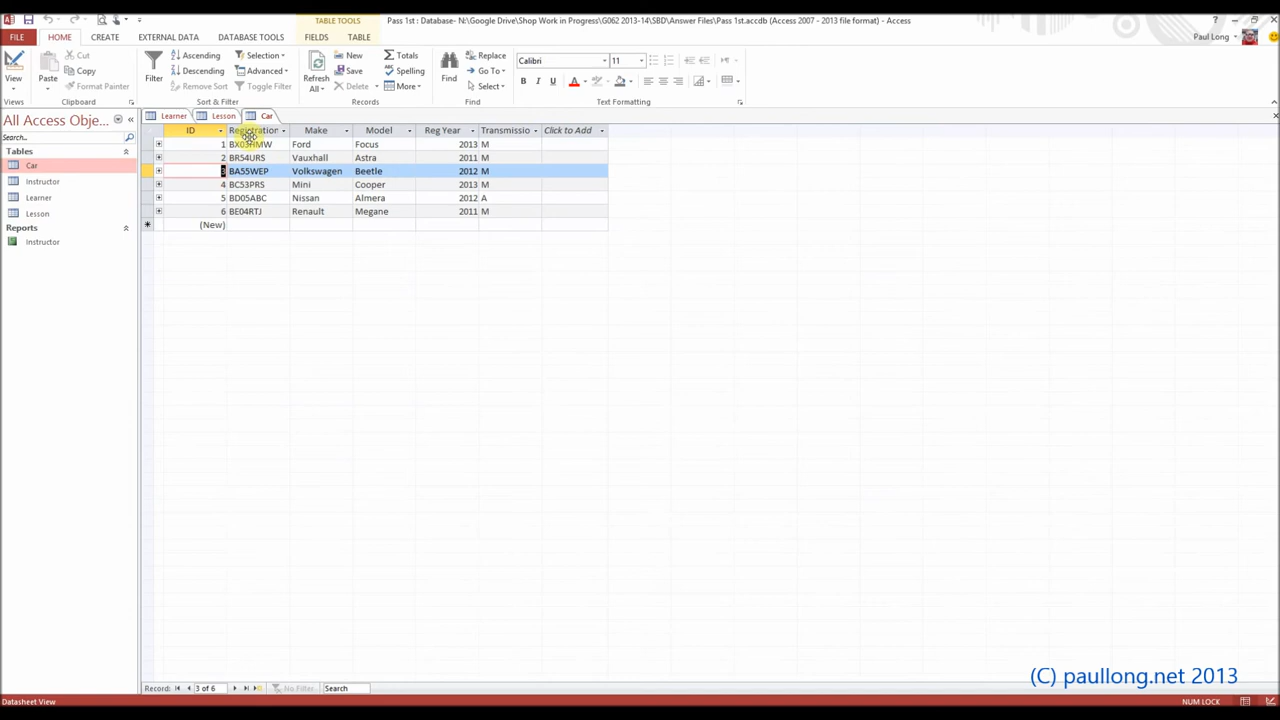 TABLE TOOLS
Pass 1st : Database- N:\Google Drive\Shop Work in Progress\G062 2013-14\SBD\Answer Files\Pass 1st.accdb (Access 2007 - 2013 file format) - Access
FILE HOME CREATE EXTERNAL DATA DATABASE TOOLS FIELDS TABLE Paul Long
View Paste Cut Copy Format Painter Filter Ascending Descending Remove Sort Selection Advanced Toggle Filter Refresh All New Save Delete Totals Spelling More Find Replace Go To Select Calibri 11 B I U A
Views Clipboard Sort & Filter Records Find Text Formatting
All Access Obje...
Search...
Tables
Car
Instructor
Learner
Lesson
Reports
Instructor
Learner Lesson Car
ID Registration Make Model Reg Year Transmissio Click to Add
1 Ford Focus 2013 M
2 BR54URS Vauxhall Astra 2011 M
3 BA55WEP Volkswagen Beetle 2012 M
4 BC53PRS Mini Cooper 2013 M
5 BD05ABC Nissan Almera 2012 A
6 BE04RTJ Renault Megane 2011 M
(New)
(C) paullong.net 2013
Record: 3 of 6 No Filter Search
Datasheet View NUM LOCK